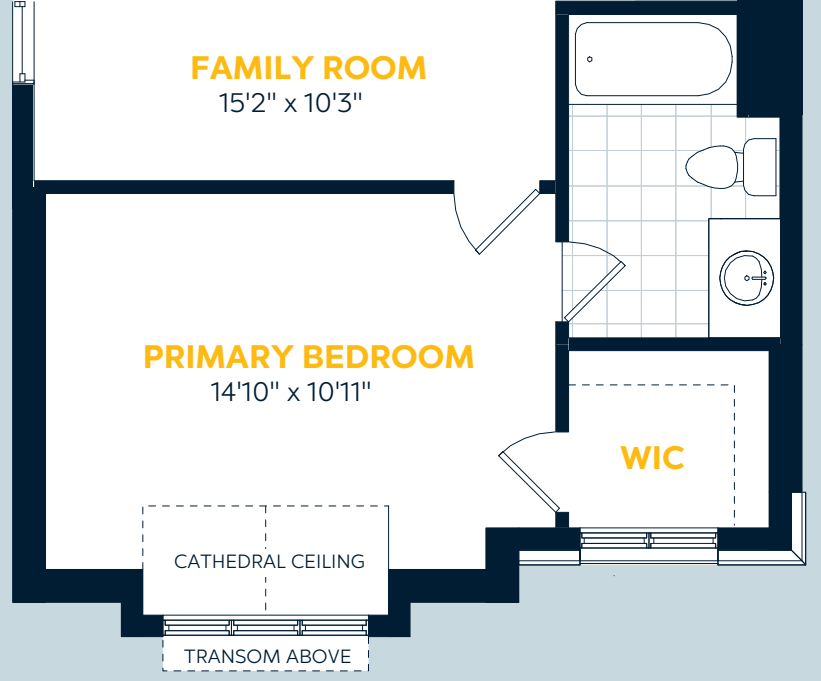 FAMILY ROOM
15'2" x 10'3"
PRIMARY BEDROOM
14'10" x 10'11"
WIC
CATHEDRAL CEILING
TRANSOM ABOVE